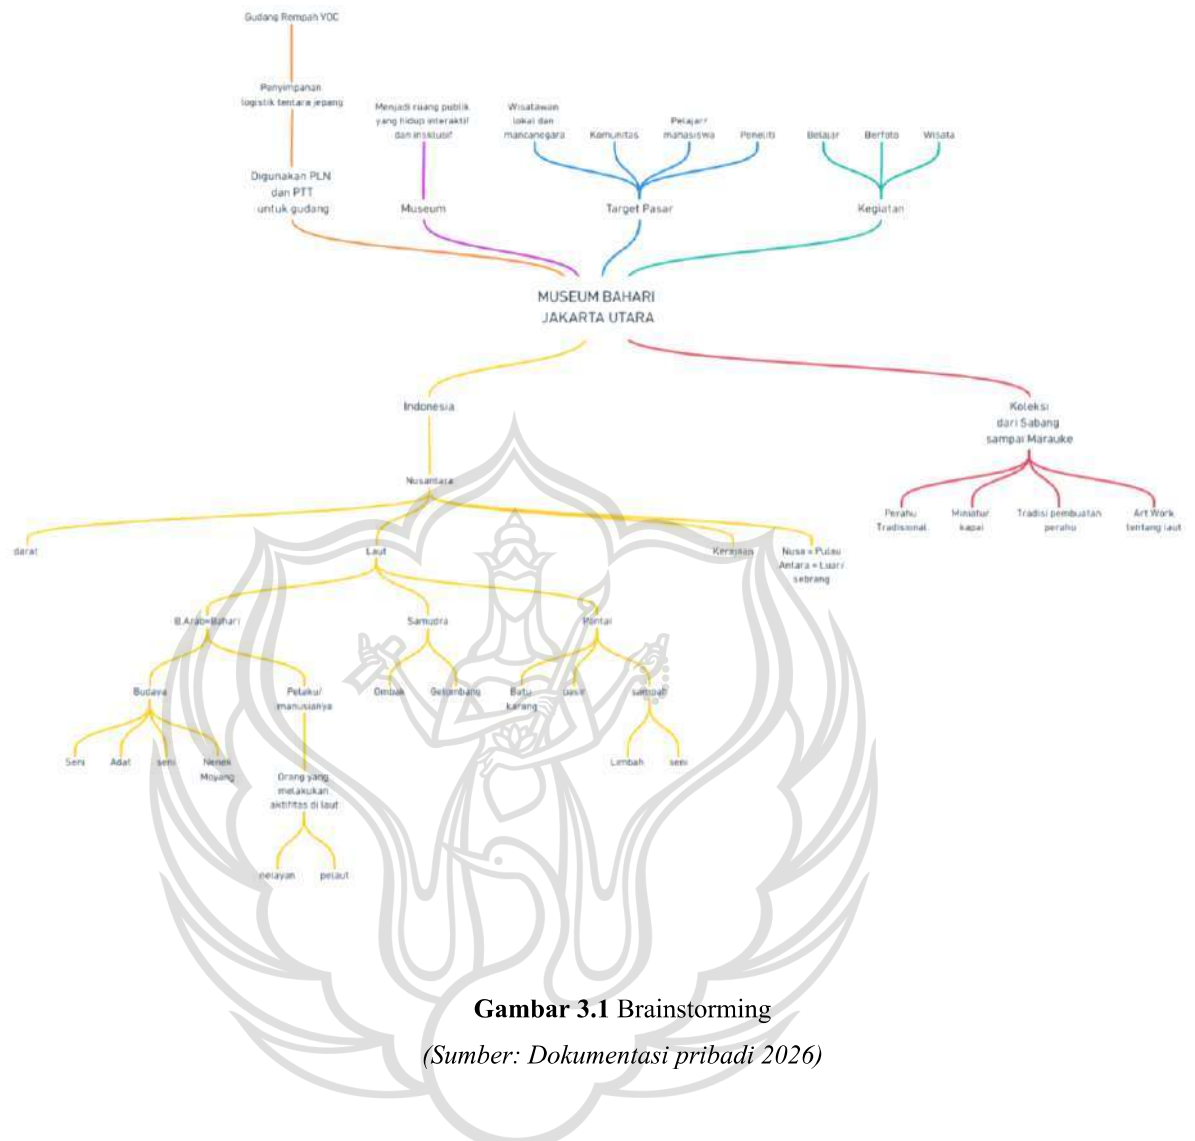 Gudang Rempah VOC
Penyimpanan
logistik tentara jepang
Digunakan PLN
dan PTT
untuk gudang
Menjadi ruang publik
yang hidup interaktif
dan insklusif
Museum
Wisatawan
lokal dan
mancanegara
Komunitas
Pelajar/
mahasiswa
Peneliti
Target Pasar
Belajar
Berfoto
Wisata
Kegiatan
MUSEUM BAHARI
JAKARTA UTARA
Indonesia
Nusantara
darat
Laut
Kerajaan
Nusa = Pulau
Antara = Luar/
sebrang
B.Arab=Bahari
Samudra
Pantai
Budaya
Pelaku/
manusianya
Ombak
Gelombang
Batu
karang
pasir
sampah
Seni
Adat
seni
Nenek
Moyang
Orang yang
melakukan
aktifitas di laut
Limbah
seni
nelayan
pelaut
Koleksi
dari Sabang
sampai Marauke
Perahu
Tradisional
Miniatur
kapal
Tradisi pembuatan
perahu
Art Work
tentang laut
Gambar 3.1 Brainstorming
(Sumber: Dokumentasi pribadi 2026)